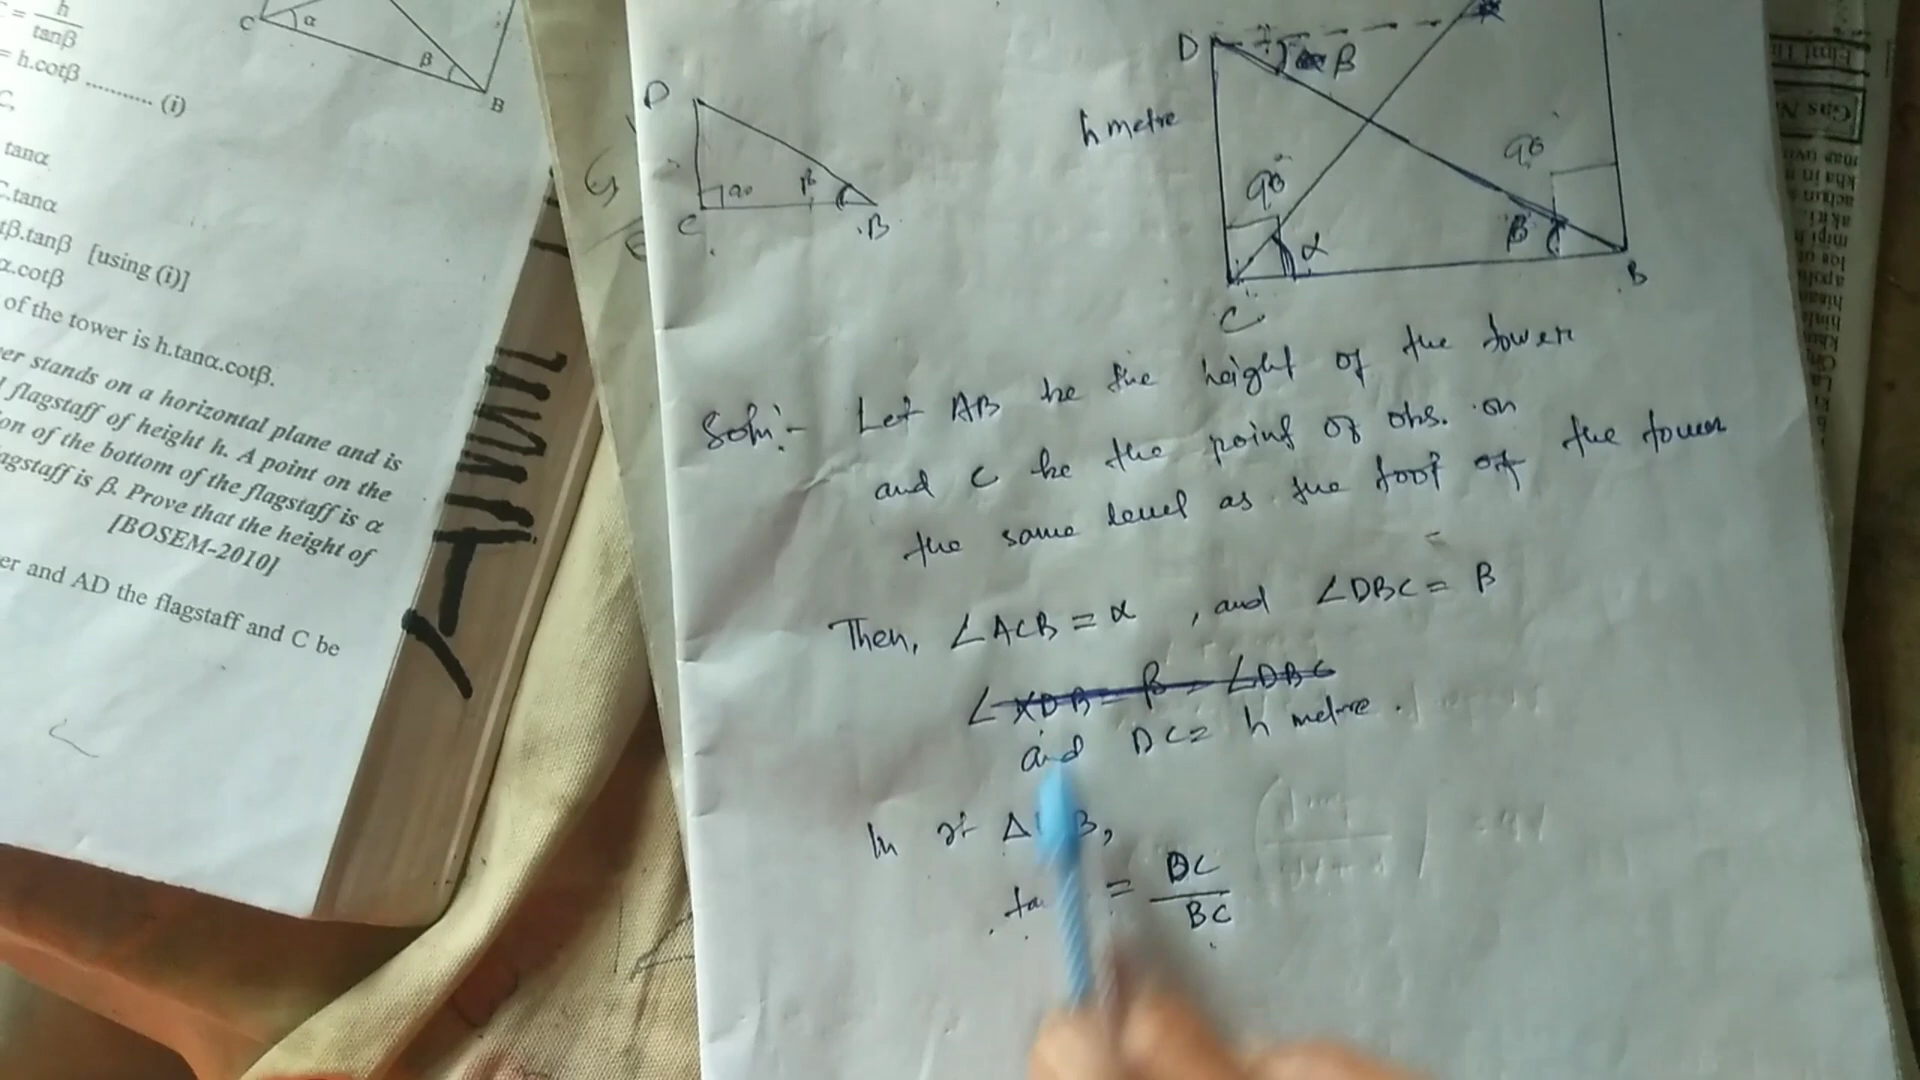 h
tanβ
= h.cotβ ............ (i)
C,
tanα
C.tanα
tβ.tanβ [using (i)]
α.cotβ
of the tower is h.tanα.cotβ.
er stands on a horizontal plane and is
flagstaff of height h. A point on the
on of the bottom of the flagstaff is α
agstaff is β. Prove that the height of
[BOSEM-2010]
er and AD the flagstaff and C be
C α
β
B
D
90
β
C
B
D
β
h metre
90°
90°
α
β
C
B
Soln:- Let AB be the height of the tower
and C be the point of obs. on
the same level as the foot of the tower
Then, ∠ACB = α , and ∠DBC = β
∠XDB = β = ∠DBC
and DC = h metre.
In rt Δ B,
ta = DC
BC